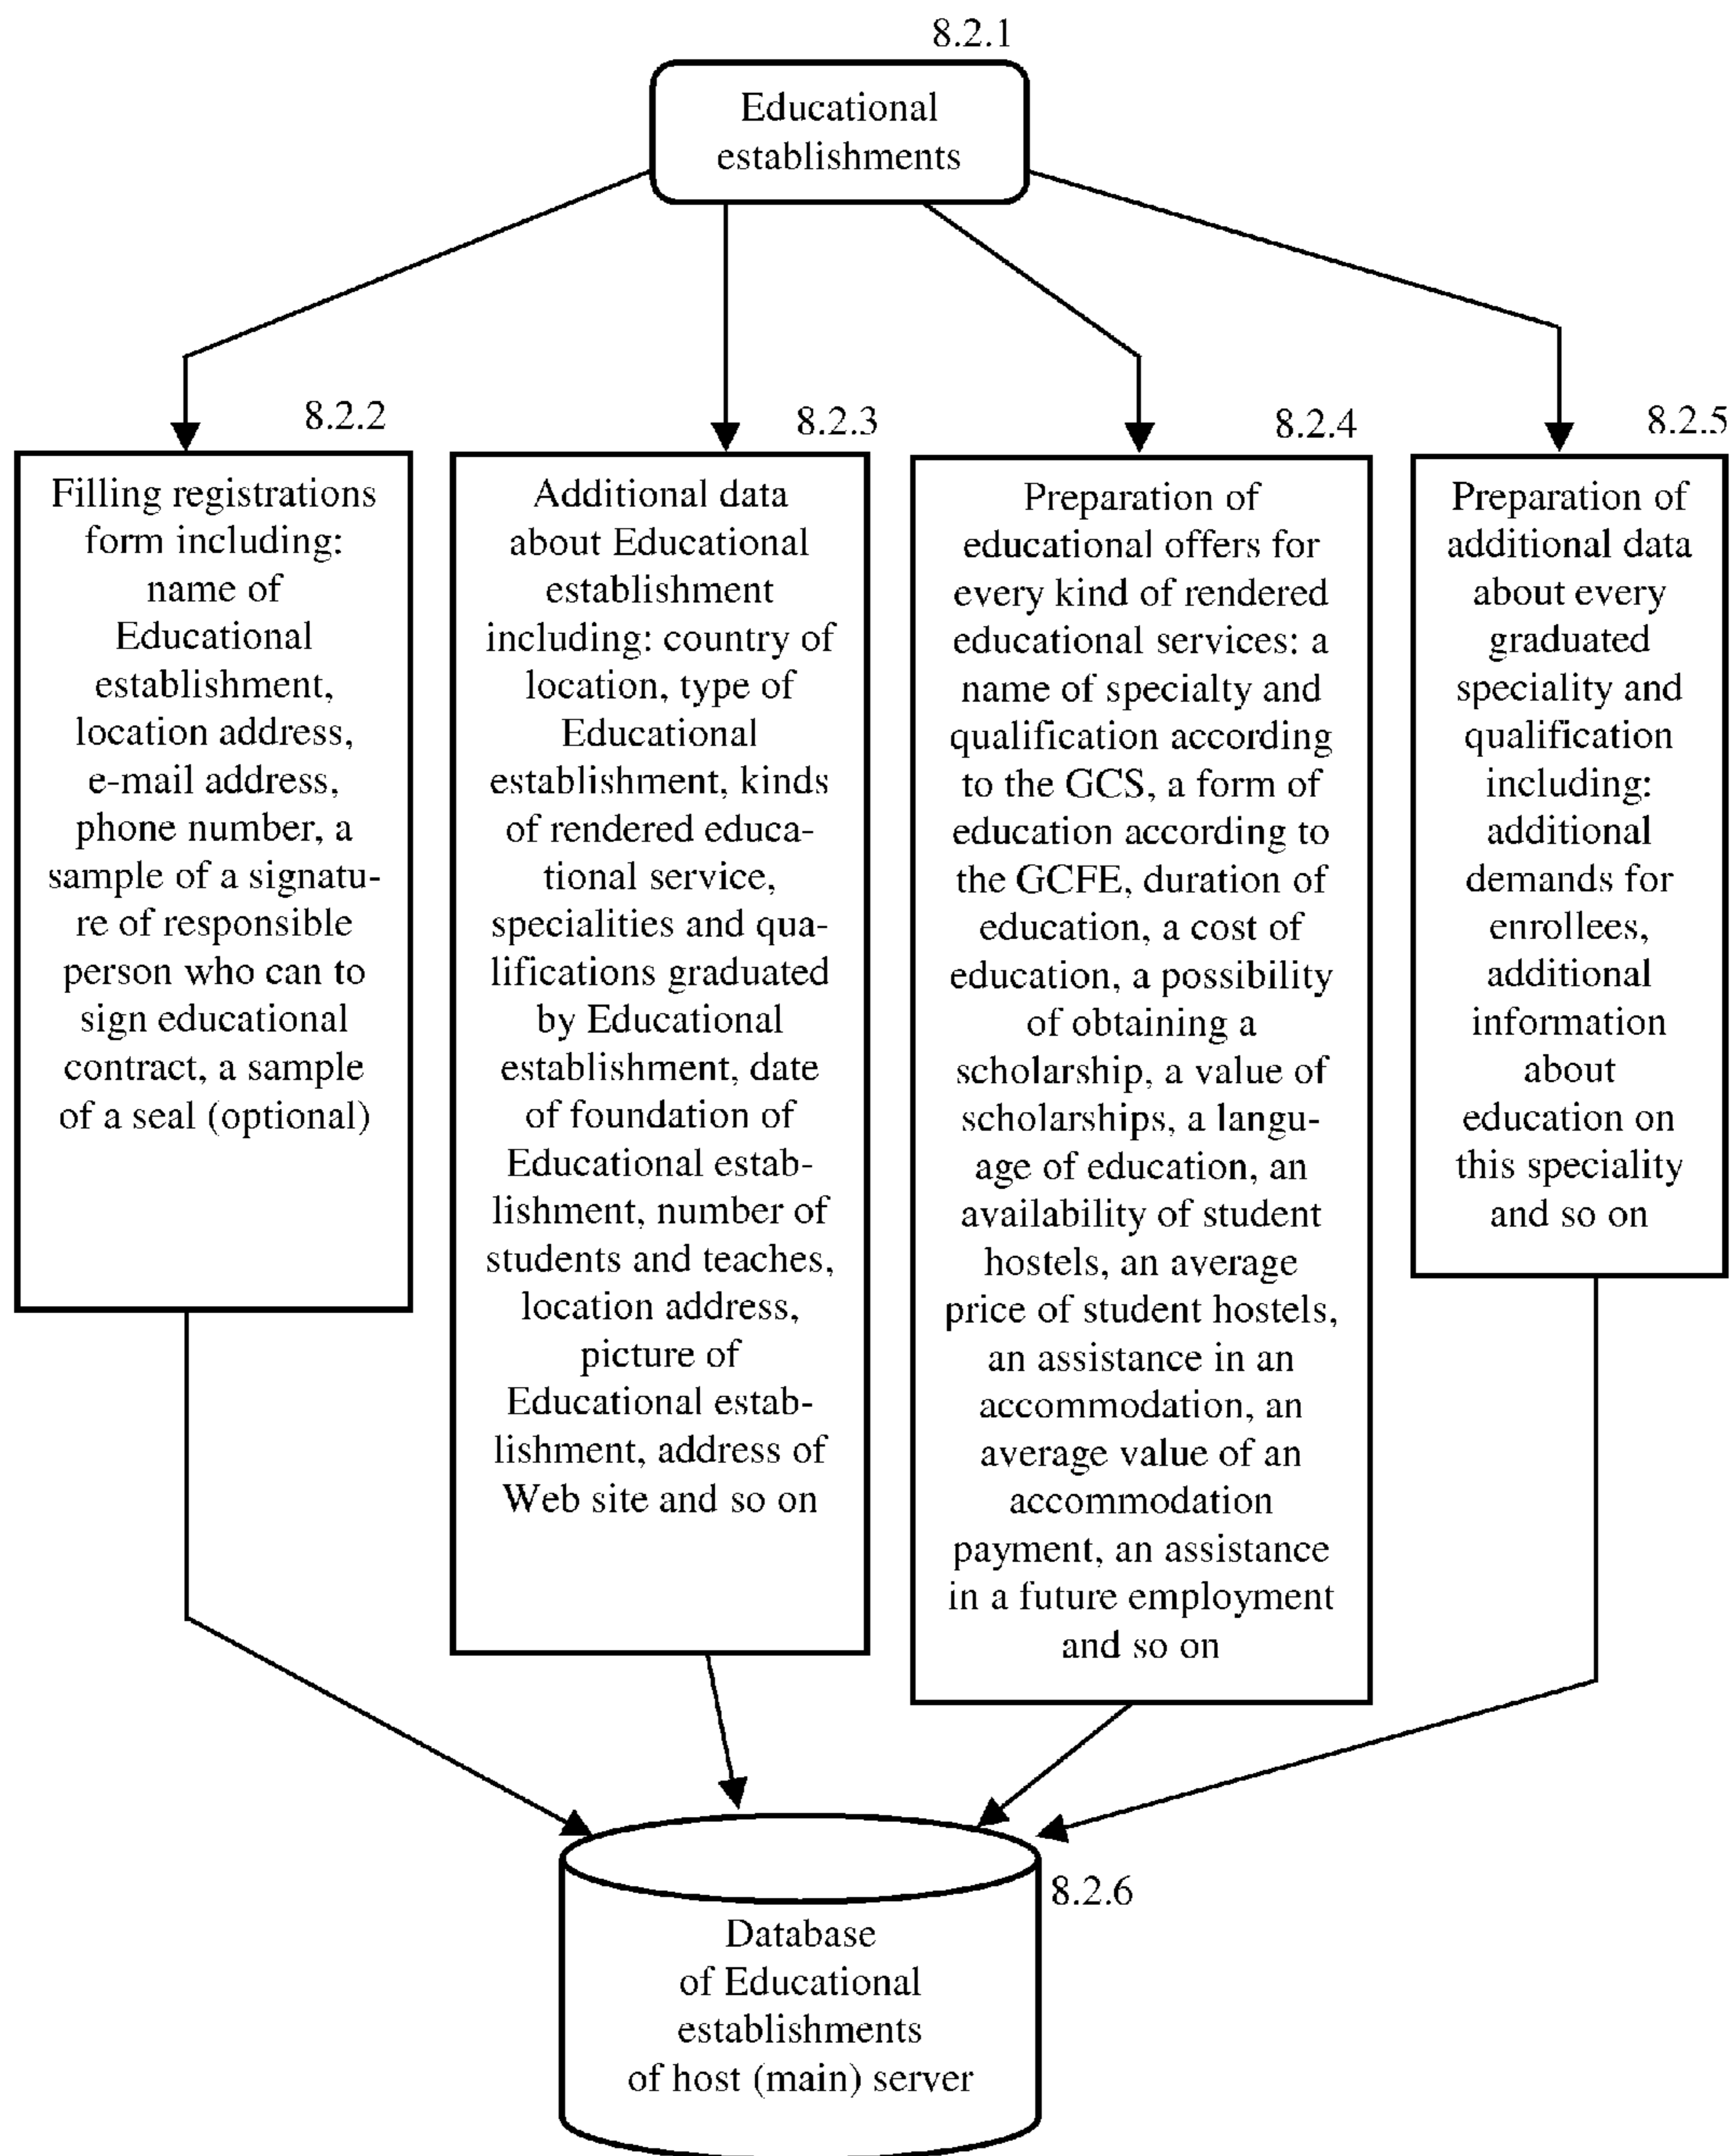 8.2.1
Educational
establishments
8.2.2
Filling registrations
form including:
name of
Educational
establishment,
location address,
e-mail address,
phone number, a
sample of a signatu-
re of responsible
person who can to
sign educational
contract, a sample
of a seal (optional)
8.2.3
Additional data
about Educational
establishment
including: country of
location, type of
Educational
establishment, kinds
of rendered educa-
tional service,
specialities and qua-
lifications graduated
by Educational
establishment, date
of foundation of
Educational estab-
lishment, number of
students and teaches,
location address,
picture of
Educational estab-
lishment, address of
Web site and so on
8.2.4
Preparation of
educational offers for
every kind of rendered
educational services: a
name of specialty and
qualification according
to the GCS, a form of
education according to
the GCFE, duration of
education, a cost of
education, a possibility
of obtaining a
scholarship, a value of
scholarships, a langu-
age of education, an
availability of student
hostels, an average
price of student hostels,
an assistance in an
accommodation, an
average value of an
accommodation
payment, an assistance
in a future employment
and so on
8.2.5
Preparation of
additional data
about every
graduated
speciality and
qualification
including:
additional
demands for
enrollees,
additional
information
about
education on
this speciality
and so on
8.2.6
Database
of Educational
establishments
of host (main) server